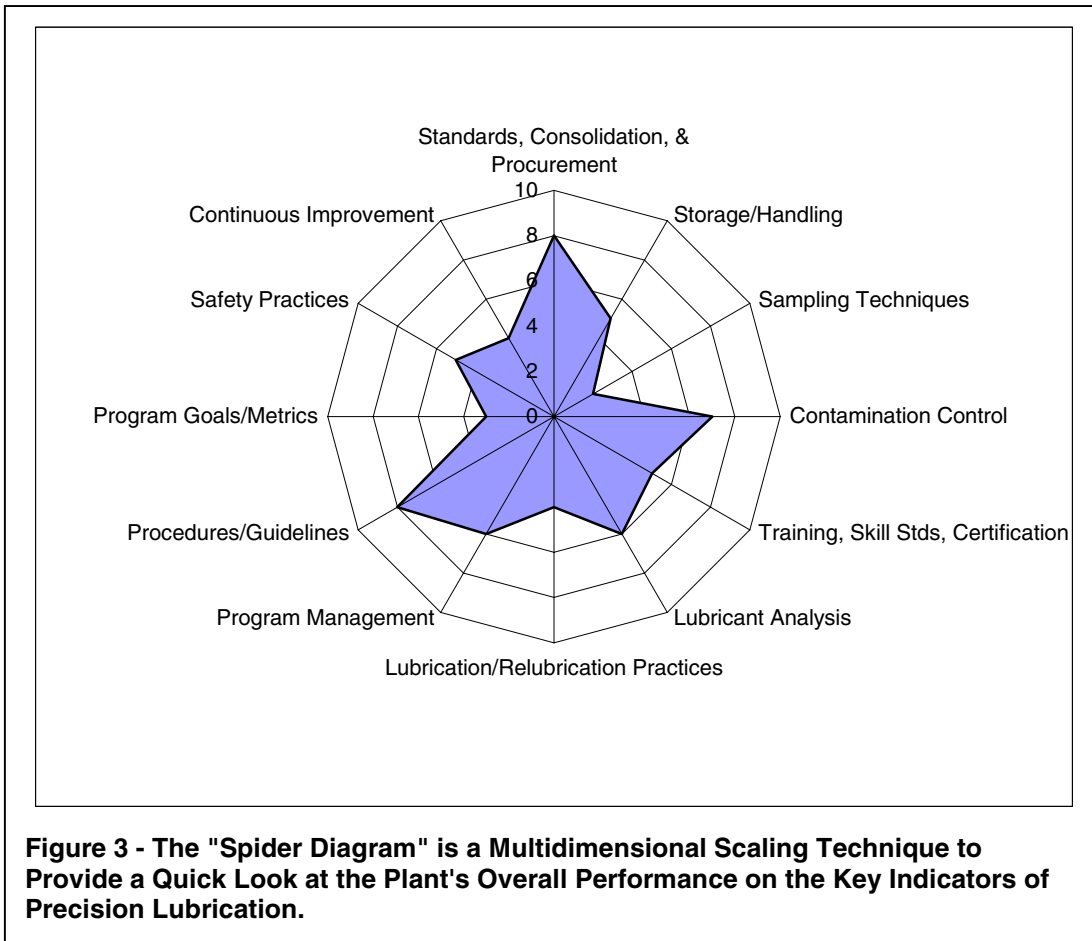 Standards, Consolidation, &
Procurement
10
Continuous Improvement
Storage/Handling
8
Safety Practices
Sampling Techniques
6
4
2
Program Goals/Metrics
0
Contamination Control
Procedures/Guidelines
Training, Skill Stds, Certification
Program Management
Lubricant Analysis
Lubrication/Relubrication Practices
Figure 3 - The "Spider Diagram" is a Multidimensional Scaling Technique to
Provide a Quick Look at the Plant's Overall Performance on the Key Indicators of
Precision Lubrication.